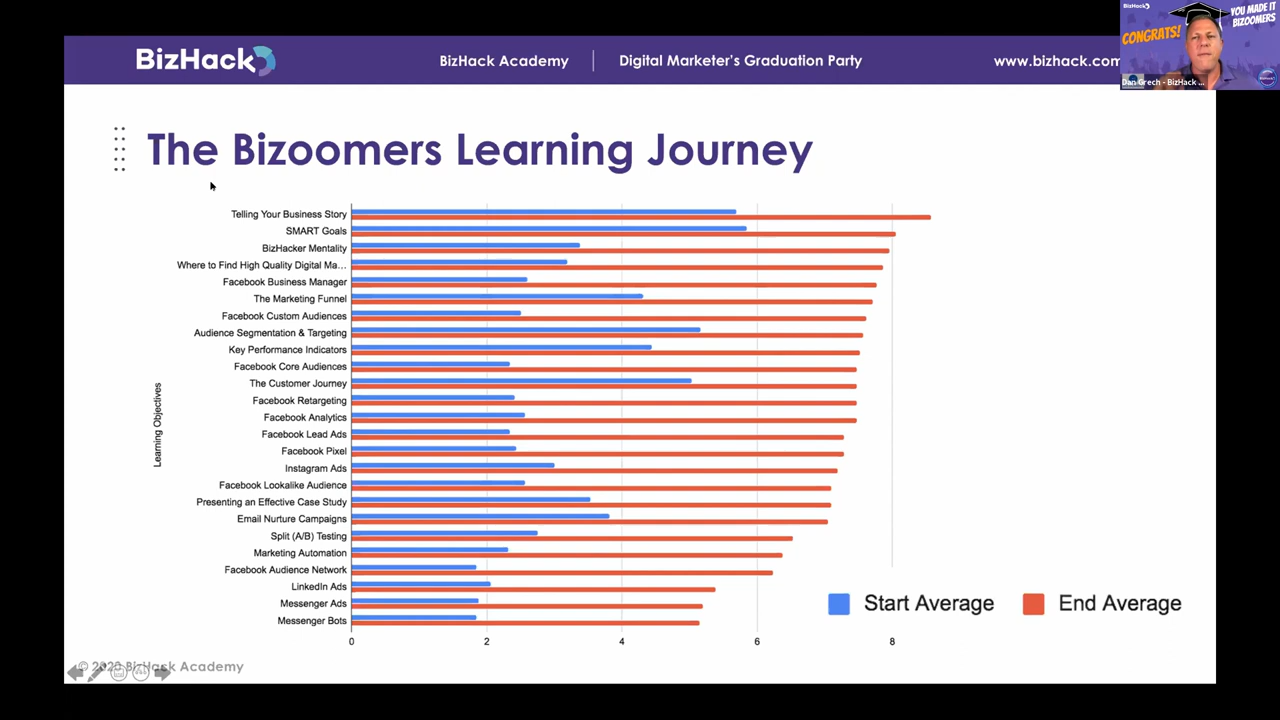 BizHack
BizHack Academy
Digital Marketer's Graduation Party
www.bizhack.com
BizHack
CONGRATS!
YOU MADE IT
BIZOOMERS
Dan Grech - BizHack ...
The Bizoomers Learning Journey
Learning Objectives
Telling Your Business Story
SMART Goals
BizHacker Mentality
Where to Find High Quality Digital Ma...
Facebook Business Manager
The Marketing Funnel
Facebook Custom Audiences
Audience Segmentation & Targeting
Key Performance Indicators
Facebook Core Audiences
The Customer Journey
Facebook Retargeting
Facebook Analytics
Facebook Lead Ads
Facebook Pixel
Instagram Ads
Facebook Lookalike Audience
Presenting an Effective Case Study
Email Nurture Campaigns
Split (A/B) Testing
Marketing Automation
Facebook Audience Network
LinkedIn Ads
Messenger Ads
Messenger Bots
0 2 4 6 8
Start Average
End Average
© 2020 BizHack Academy